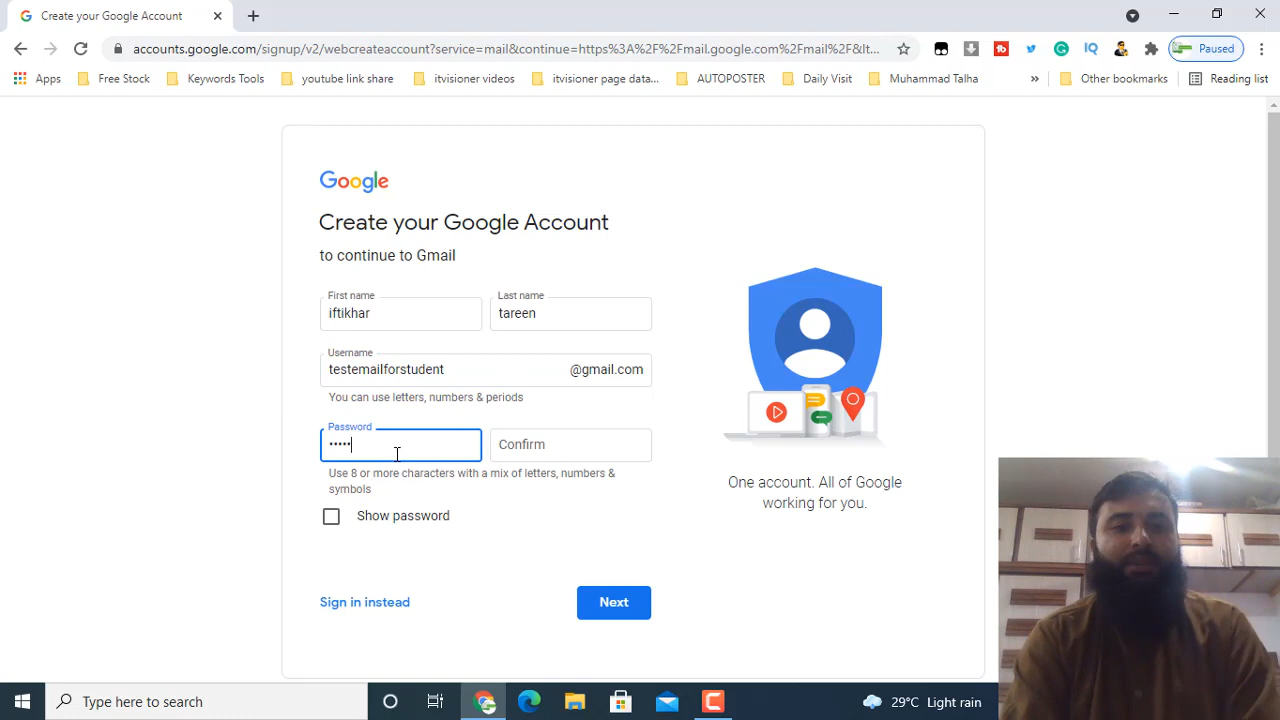 Create your Google Account
accounts.google.com/signup/v2/webcreateaccount?service=mail&continue=https%3A%2F%2Fmail.google.com%2Fmail%2F&lt...
Paused
Apps Free Stock Keywords Tools youtube link share itvisioner videos itvisioner page data... AUTOPOSTER Daily Visit Muhammad Talha » Other bookmarks Reading list
Google
Create your Google Account
to continue to Gmail
First name Last name
iftikhar tareen
Username
testemailforstudent @gmail.com
You can use letters, numbers & periods
Password
••••• Confirm
Use 8 or more characters with a mix of letters, numbers &
symbols
Show password
Sign in instead Next
One account. All of Google
working for you.
Type here to search 29°C Light rain